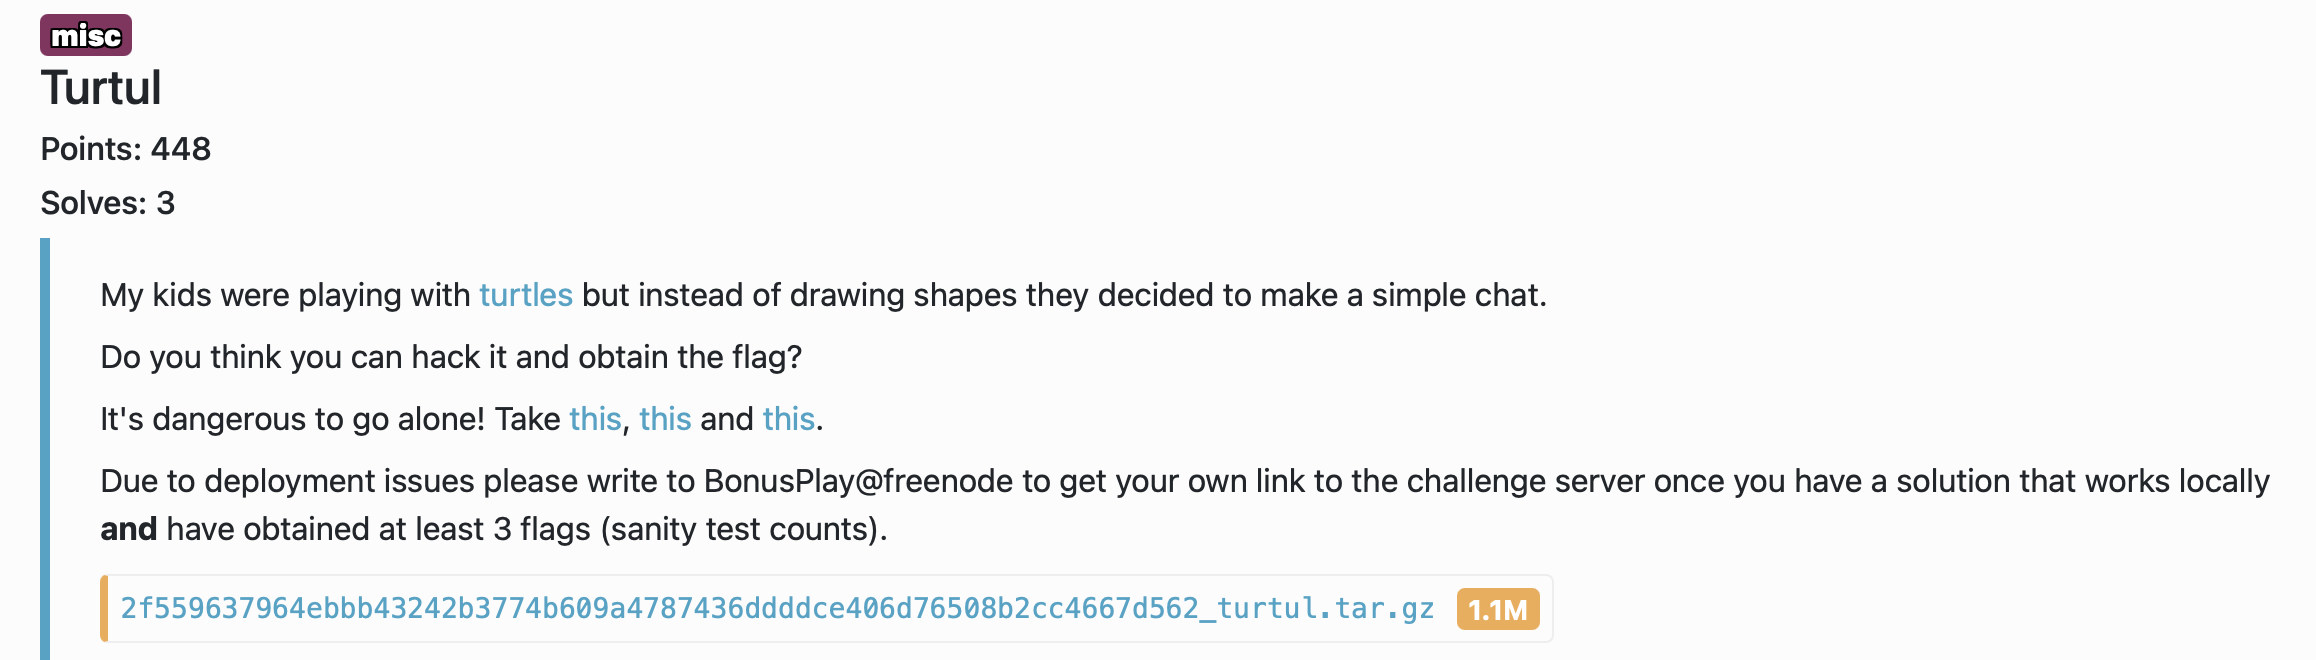 misc
Turtul
Points: 448
Solves: 3
My kids were playing with turtles but instead of drawing shapes they decided to make a simple chat.
Do you think you can hack it and obtain the flag?
It's dangerous to go alone! Take this, this and this.
Due to deployment issues please write to BonusPlay@freenode to get your own link to the challenge server once you have a solution that works locally
and have obtained at least 3 flags (sanity test counts).
2f559637964ebbb43242b3774b609a4787436ddddce406d76508b2cc4667d562_turtul.tar.gz 1.1M